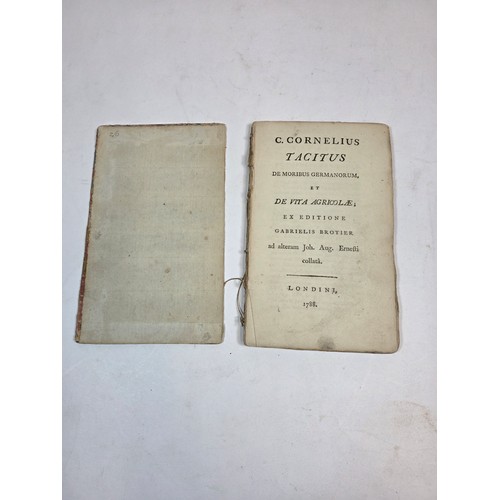 C. CORNELIUS
TACITUS
DE MORIBUS GERMANORUM,
ET
DE VITA AGRICOLÆ;
EX EDITIONE
GABRIELIS BROTIER
ad alteram Joh. Aug. Ernesti
collatâ.
LONDINI,
1788.